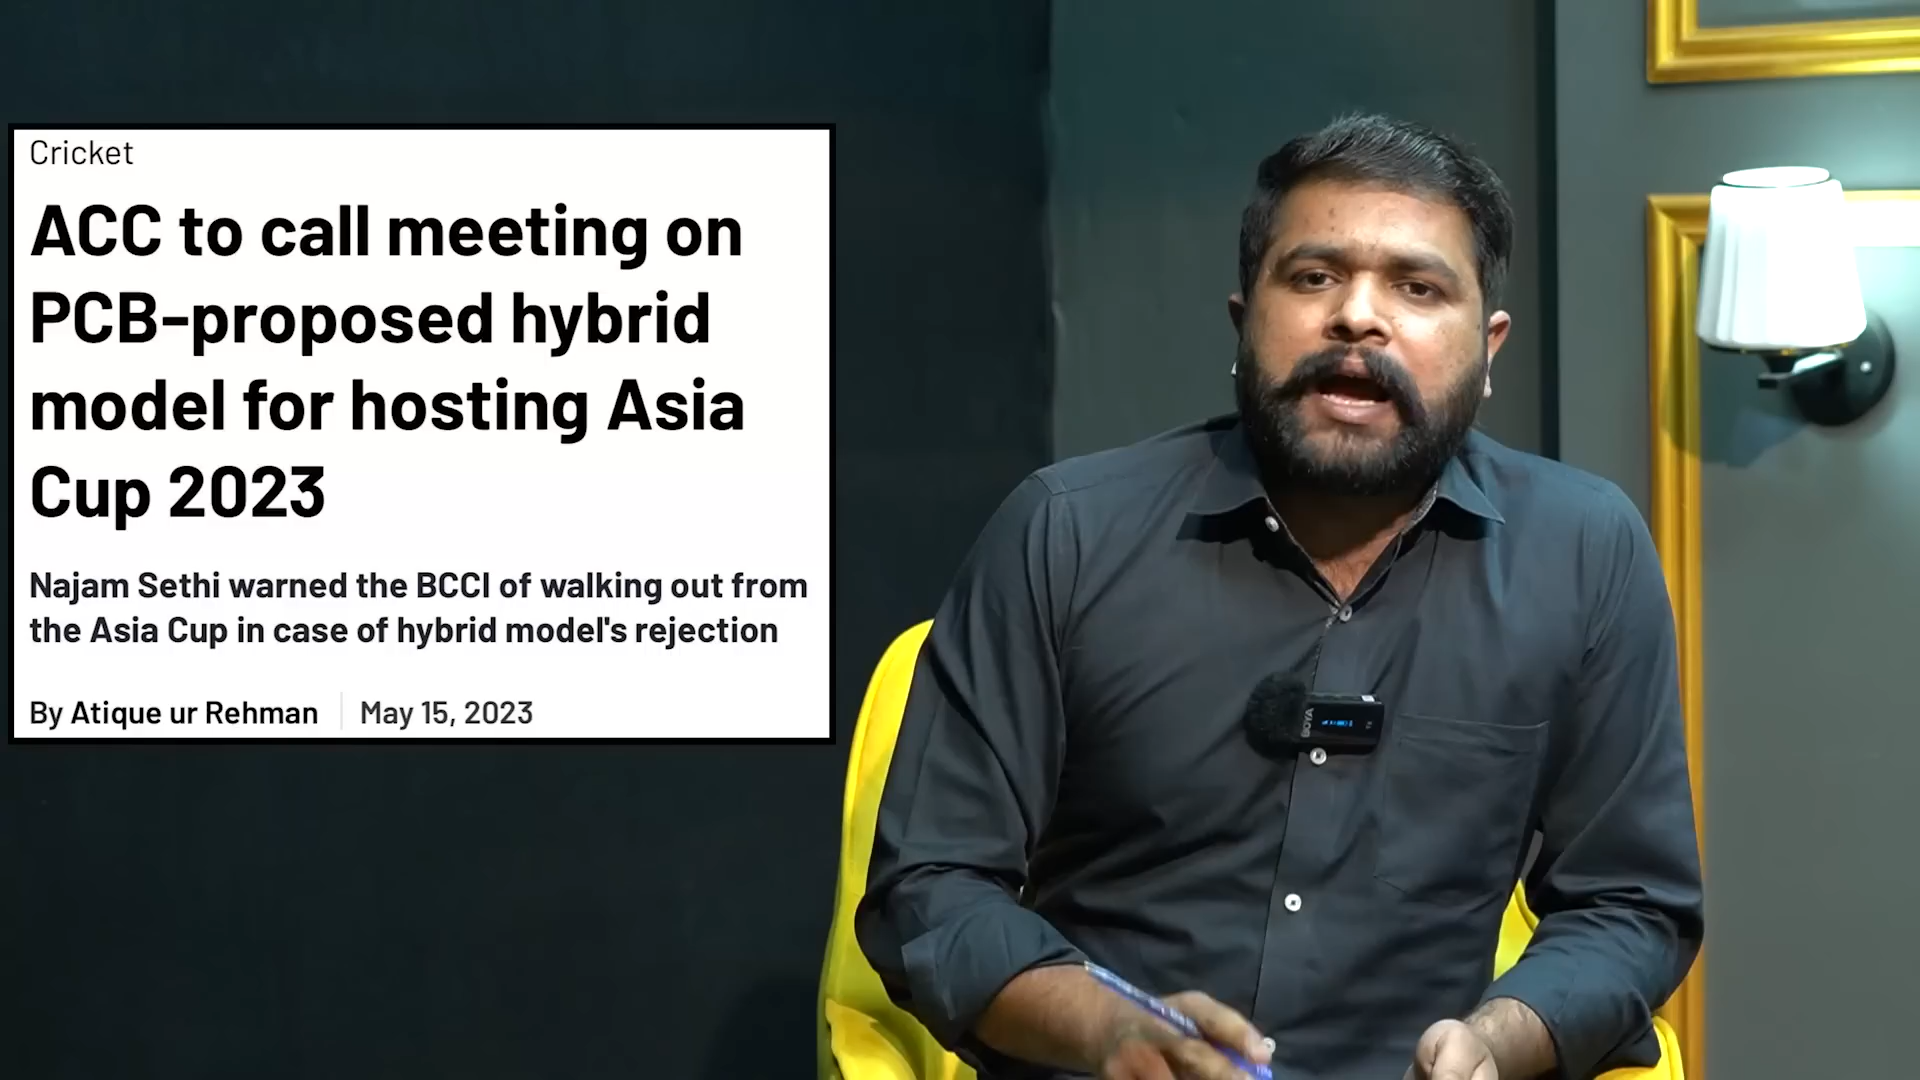 Cricket
ACC to call meeting on
PCB-proposed hybrid
model for hosting Asia
Cup 2023
Najam Sethi warned the BCCI of walking out from
the Asia Cup in case of hybrid model's rejection
By Atique ur Rehman | May 15, 2023
BOYA